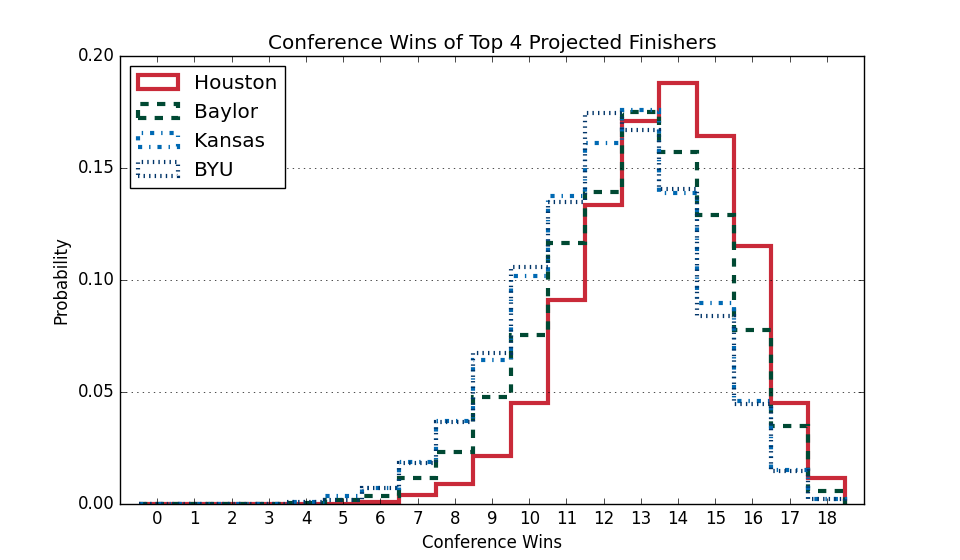 Conference Wins of Top 4 Projected Finishers
0.20
0.15
0.10
0.05
0.00
Probability
Houston
Baylor
Kansas
BYU
0 1 2 3 4 5 6 7 8 9 10 11 12 13 14 15 16 17 18
Conference Wins